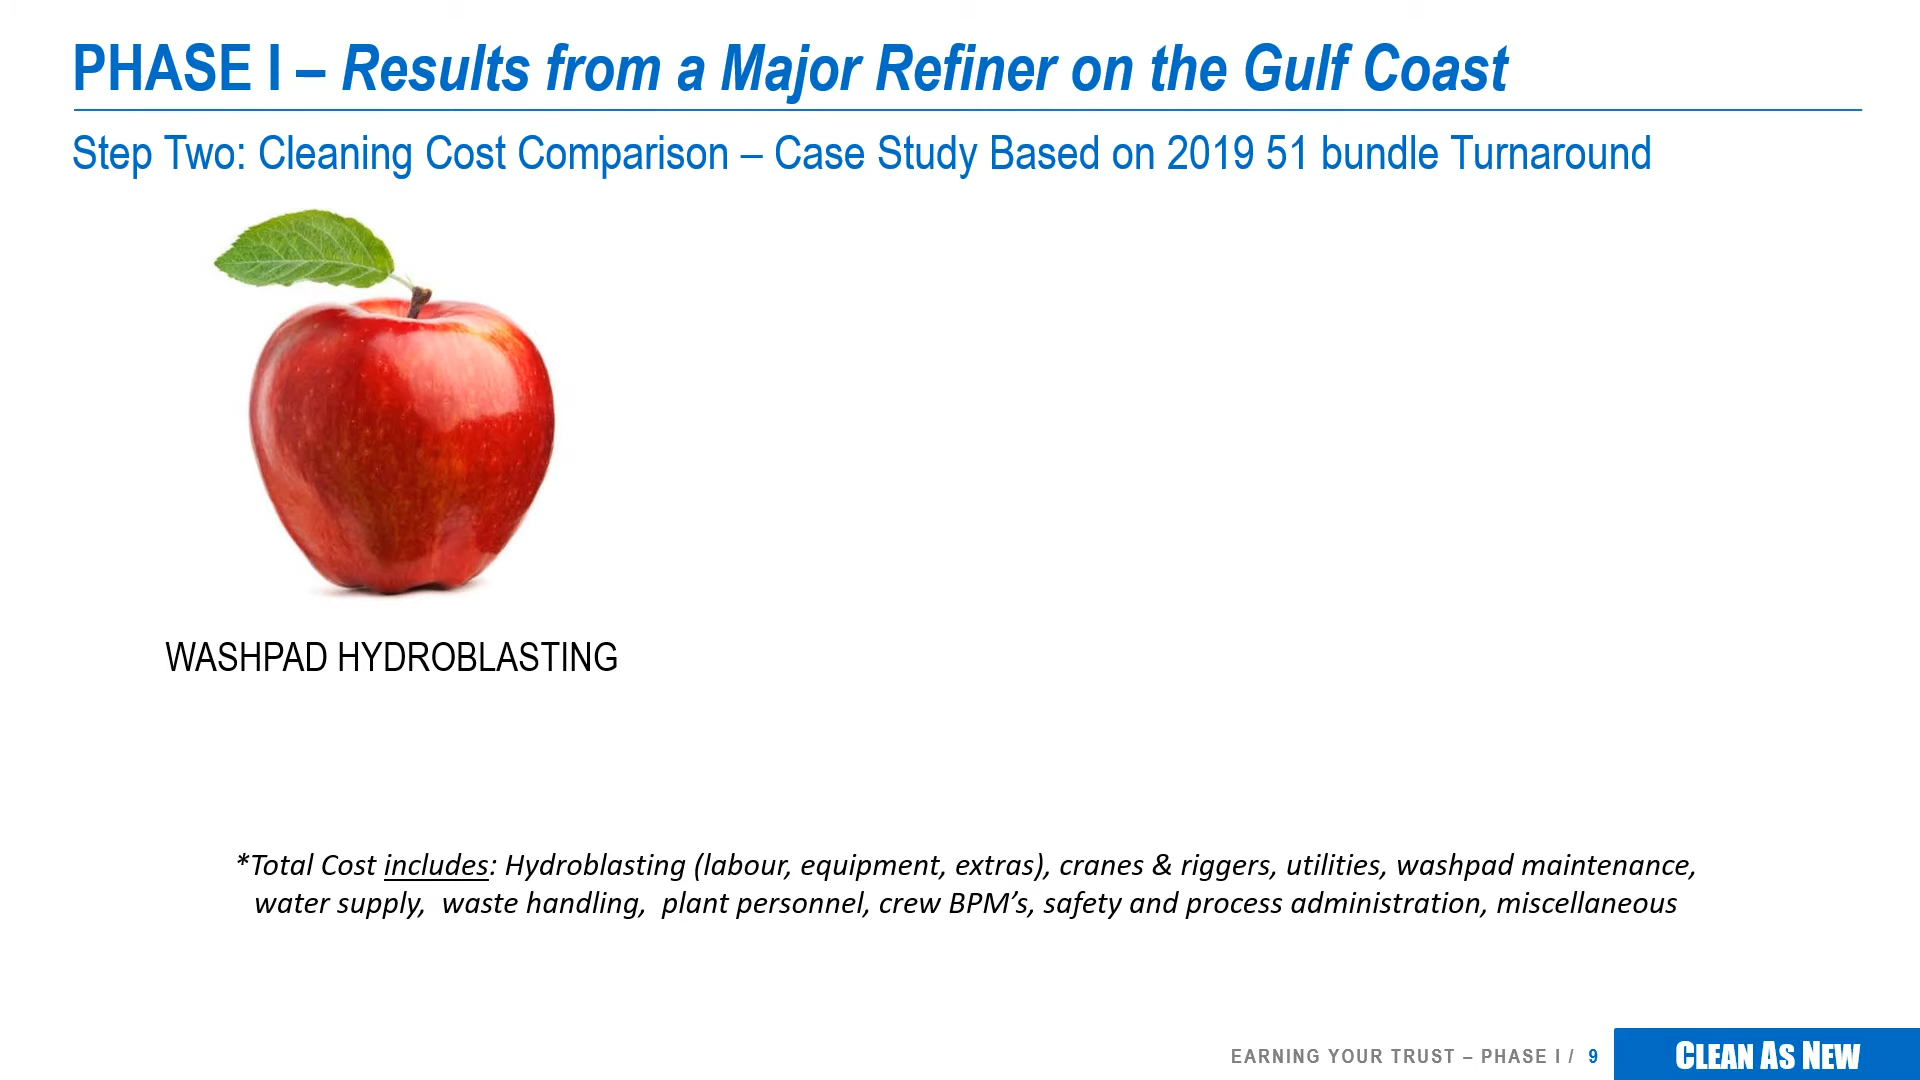 PHASE I – Results from a Major Refiner on the Gulf Coast
Step Two: Cleaning Cost Comparison – Case Study Based on 2019 51 bundle Turnaround
WASHPAD HYDROBLASTING
*Total Cost includes: Hydroblasting (labour, equipment, extras), cranes & riggers, utilities, washpad maintenance,
water supply,  waste handling,  plant personnel, crew BPM’s, safety and process administration, miscellaneous
EARNING YOUR TRUST – PHASE I / 9
CLEAN AS NEW